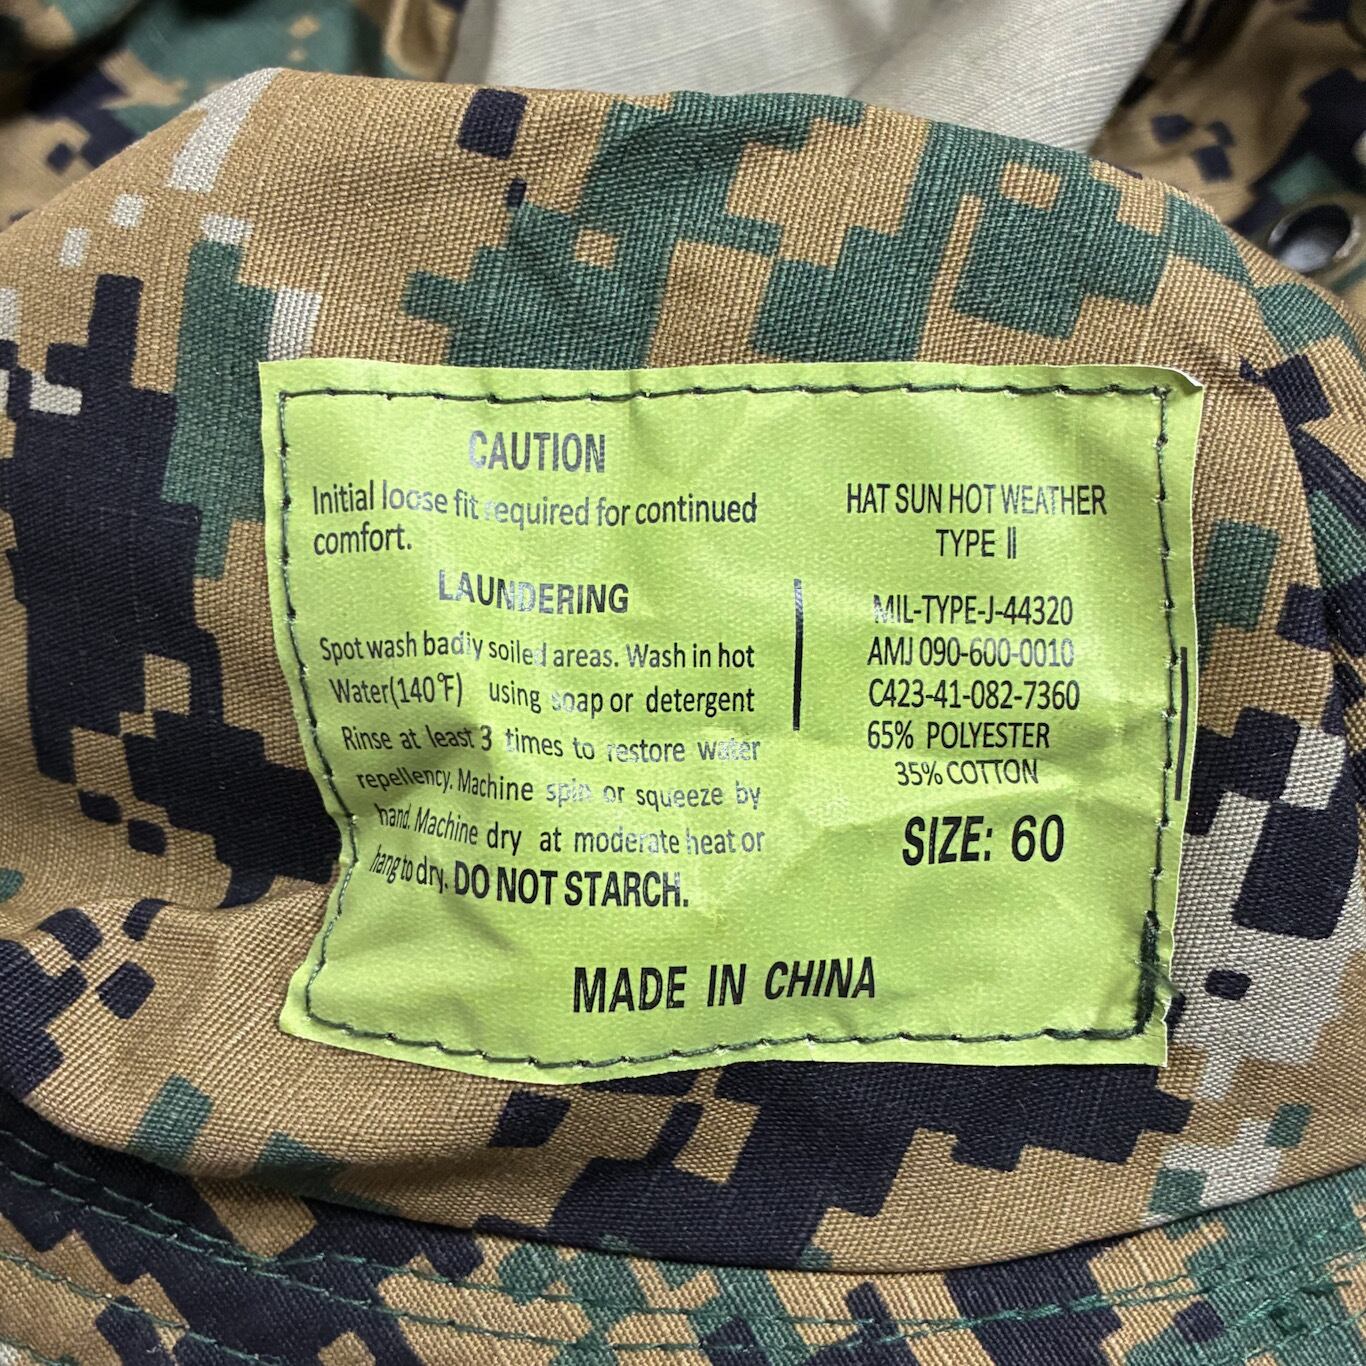 CAUTION
Initial loose fit required for continued
comfort.
LAUNDERING
Spot wash badly soiled areas. Wash in hot
Water(140°F) using soap or detergent
Rinse at least 3 times to restore water
repellency. Machine spin or squeeze by
hand. Machine dry at moderate heat or
hang to dry. DO NOT STARCH.
HAT SUN HOT WEATHER
TYPE II
MIL-TYPE-J-44320
AMJ 090-600-0010
C423-41-082-7360
65% POLYESTER
35% COTTON
SIZE: 60
MADE IN CHINA